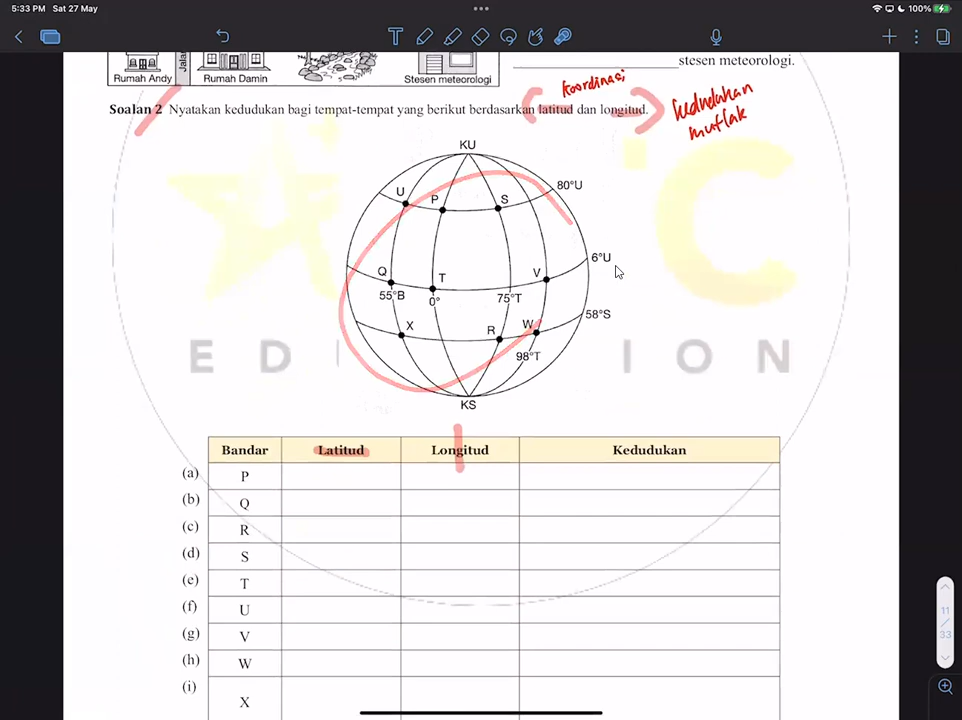 5:33 PM Sat 27 May
100%
Rumah Andy
Jalan
Rumah Damin
Stesen meteorologi
stesen meteorologi.
koordinasi
Soalan 2 Nyatakan kedudukan bagi tempat-tempat yang berikut berdasarkan latitud dan longitud.
kedudukan
mutlak
KU
80°U
U
P
S
6°U
Q
T
V
55°B
0°
75°T
58°S
X
R
W
98°T
KS
EDUCATION
Bandar Latitud Longitud Kedudukan
(a) P
(b) Q
(c) R
(d) S
(e) T
(f) U
(g) V
(h) W
(i) X
11
/
33